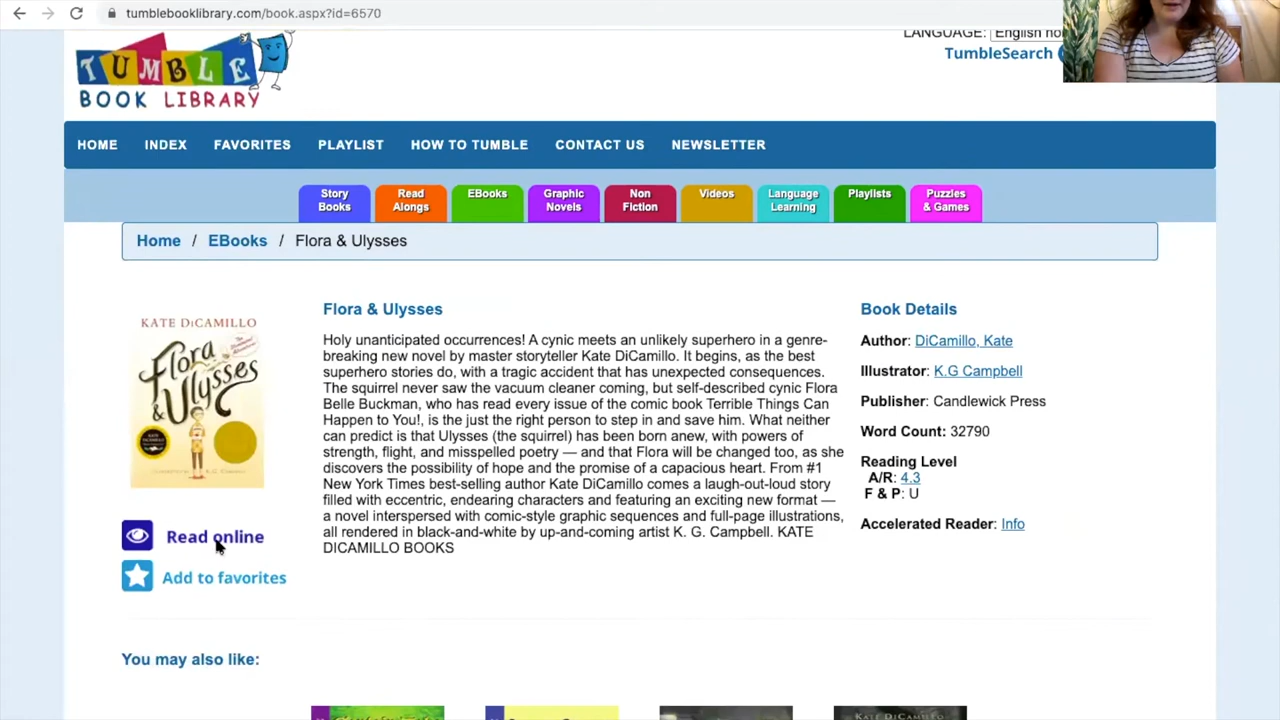 tumblebooklibrary.com/book.aspx?id=6570
LANGUAGE: English
TumbleSearch
TUMBLE
BOOK LIBRARY
HOME INDEX FAVORITES PLAYLIST HOW TO TUMBLE CONTACT US NEWSLETTER
Story Books
Read Alongs
EBooks
Graphic Novels
Non Fiction
Videos
Language Learning
Playlists
Puzzles & Games
Home / EBooks / Flora & Ulysses
KATE DiCAMILLO
Flora
& Ulysses
Read online
Add to favorites
Flora & Ulysses
Holy unanticipated occurrences! A cynic meets an unlikely superhero in a genre-
breaking new novel by master storyteller Kate DiCamillo. It begins, as the best
superhero stories do, with a tragic accident that has unexpected consequences.
The squirrel never saw the vacuum cleaner coming, but self-described cynic Flora
Belle Buckman, who has read every issue of the comic book Terrible Things Can
Happen to You!, is the just the right person to step in and save him. What neither
can predict is that Ulysses (the squirrel) has been born anew, with powers of
strength, flight, and misspelled poetry — and that Flora will be changed too, as she
discovers the possibility of hope and the promise of a capacious heart. From #1
New York Times best-selling author Kate DiCamillo comes a laugh-out-loud story
filled with eccentric, endearing characters and featuring an exciting new format —
a novel interspersed with comic-style graphic sequences and full-page illustrations,
all rendered in black-and-white by up-and-coming artist K. G. Campbell. KATE
DICAMILLO BOOKS
Book Details
Author: DiCamillo, Kate
Illustrator: K.G Campbell
Publisher: Candlewick Press
Word Count: 32790
Reading Level
A/R: 4.3
F & P: U
Accelerated Reader: Info
You may also like:
KATE DICAMILLO